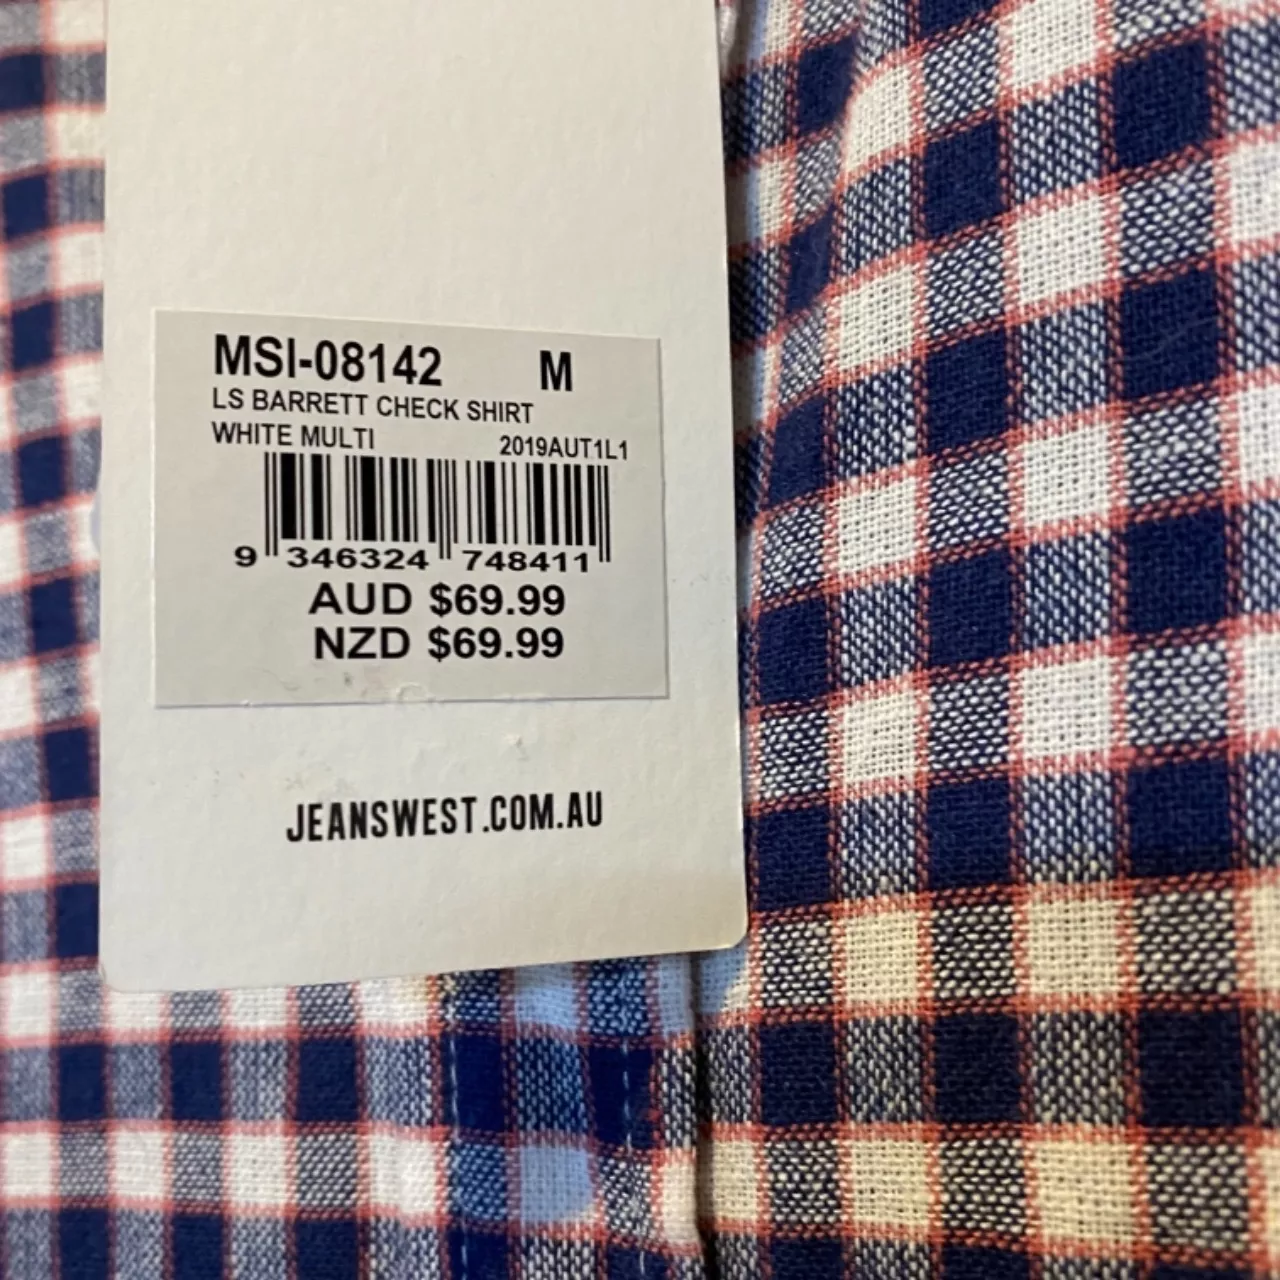 MSI-08142 M
LS BARRETT CHECK SHIRT
WHITE MULTI 2019AUT1L1
9 346324 748411
AUD $69.99
NZD $69.99
JEANSWEST.COM.AU